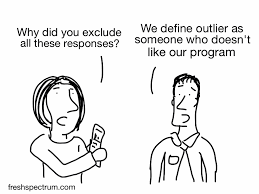 Why did you exclude
all these responses?
We define outlier as
someone who doesn't
like our program
freshspectrum.com